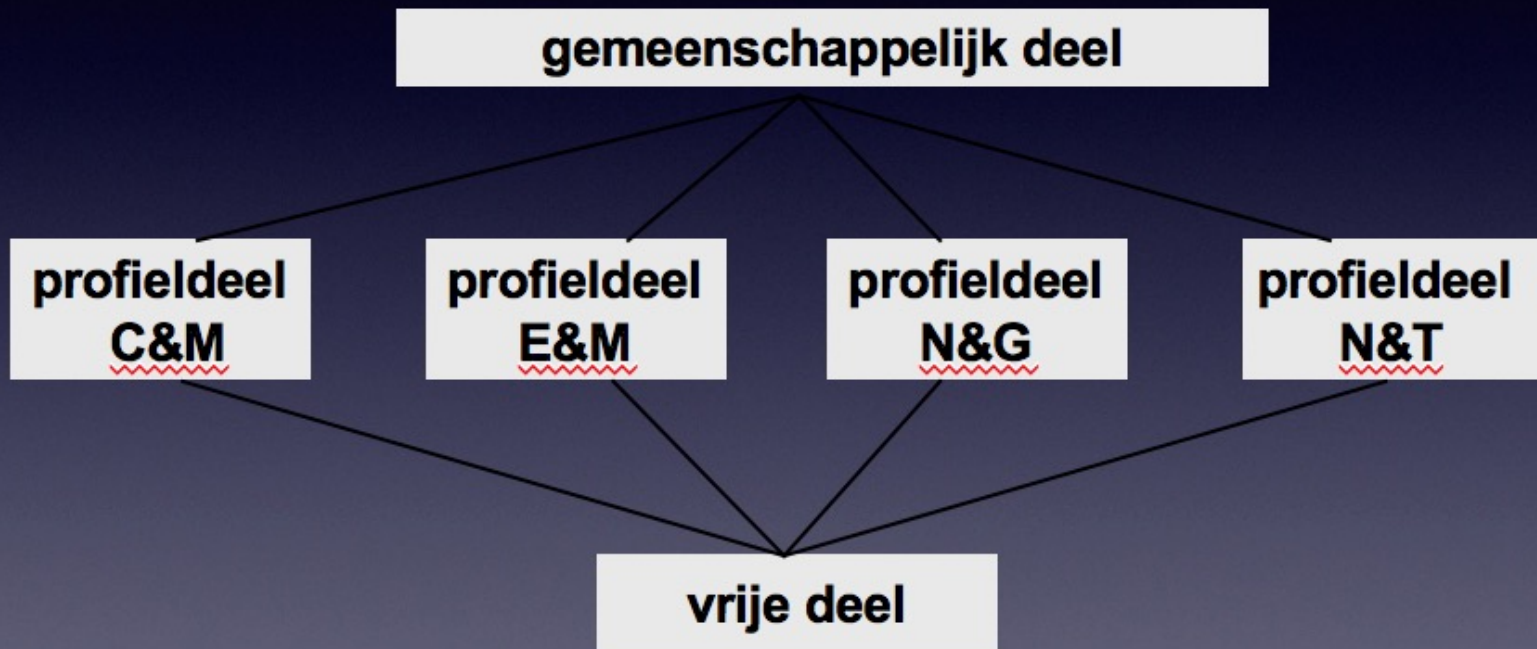 gemeenschappelijk deel
profieldeel
C&M
profieldeel
E&M
profieldeel
N&G
profieldeel
N&T
vrije deel